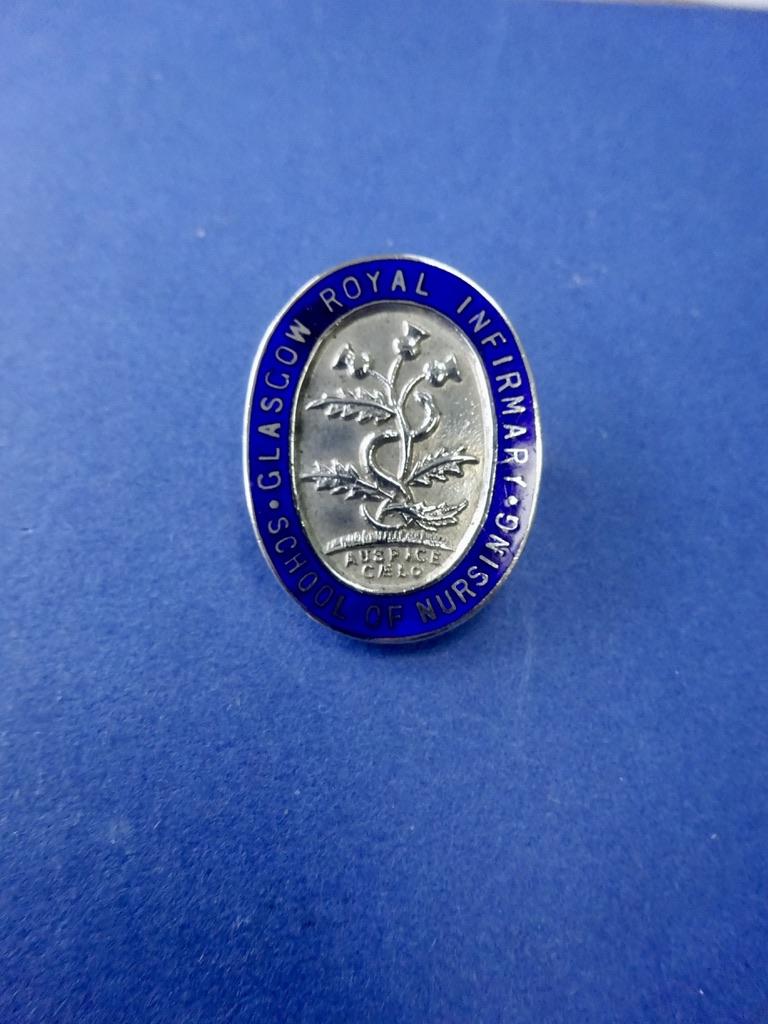 GLASGOW ROYAL INFIRMARY
SCHOOL OF NURSING
AUSPICE
CÆLO